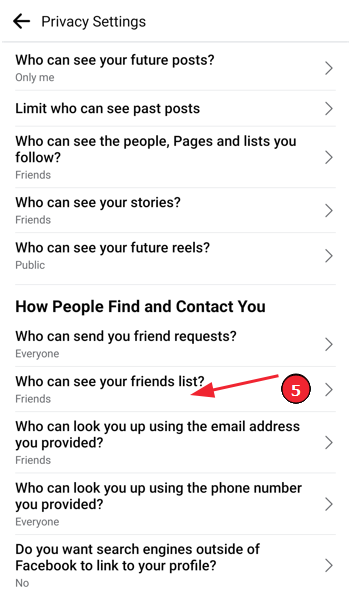 Privacy Settings
Who can see your future posts?
Only me
Limit who can see past posts
Who can see the people, Pages and lists you
follow?
Friends
Who can see your stories?
Friends
Who can see your future reels?
Public
How People Find and Contact You
Who can send you friend requests?
Everyone
Who can see your friends list?
Friends
5
Who can look you up using the email address
you provided?
Friends
Who can look you up using the phone number
you provided?
Everyone
Do you want search engines outside of
Facebook to link to your profile?
No